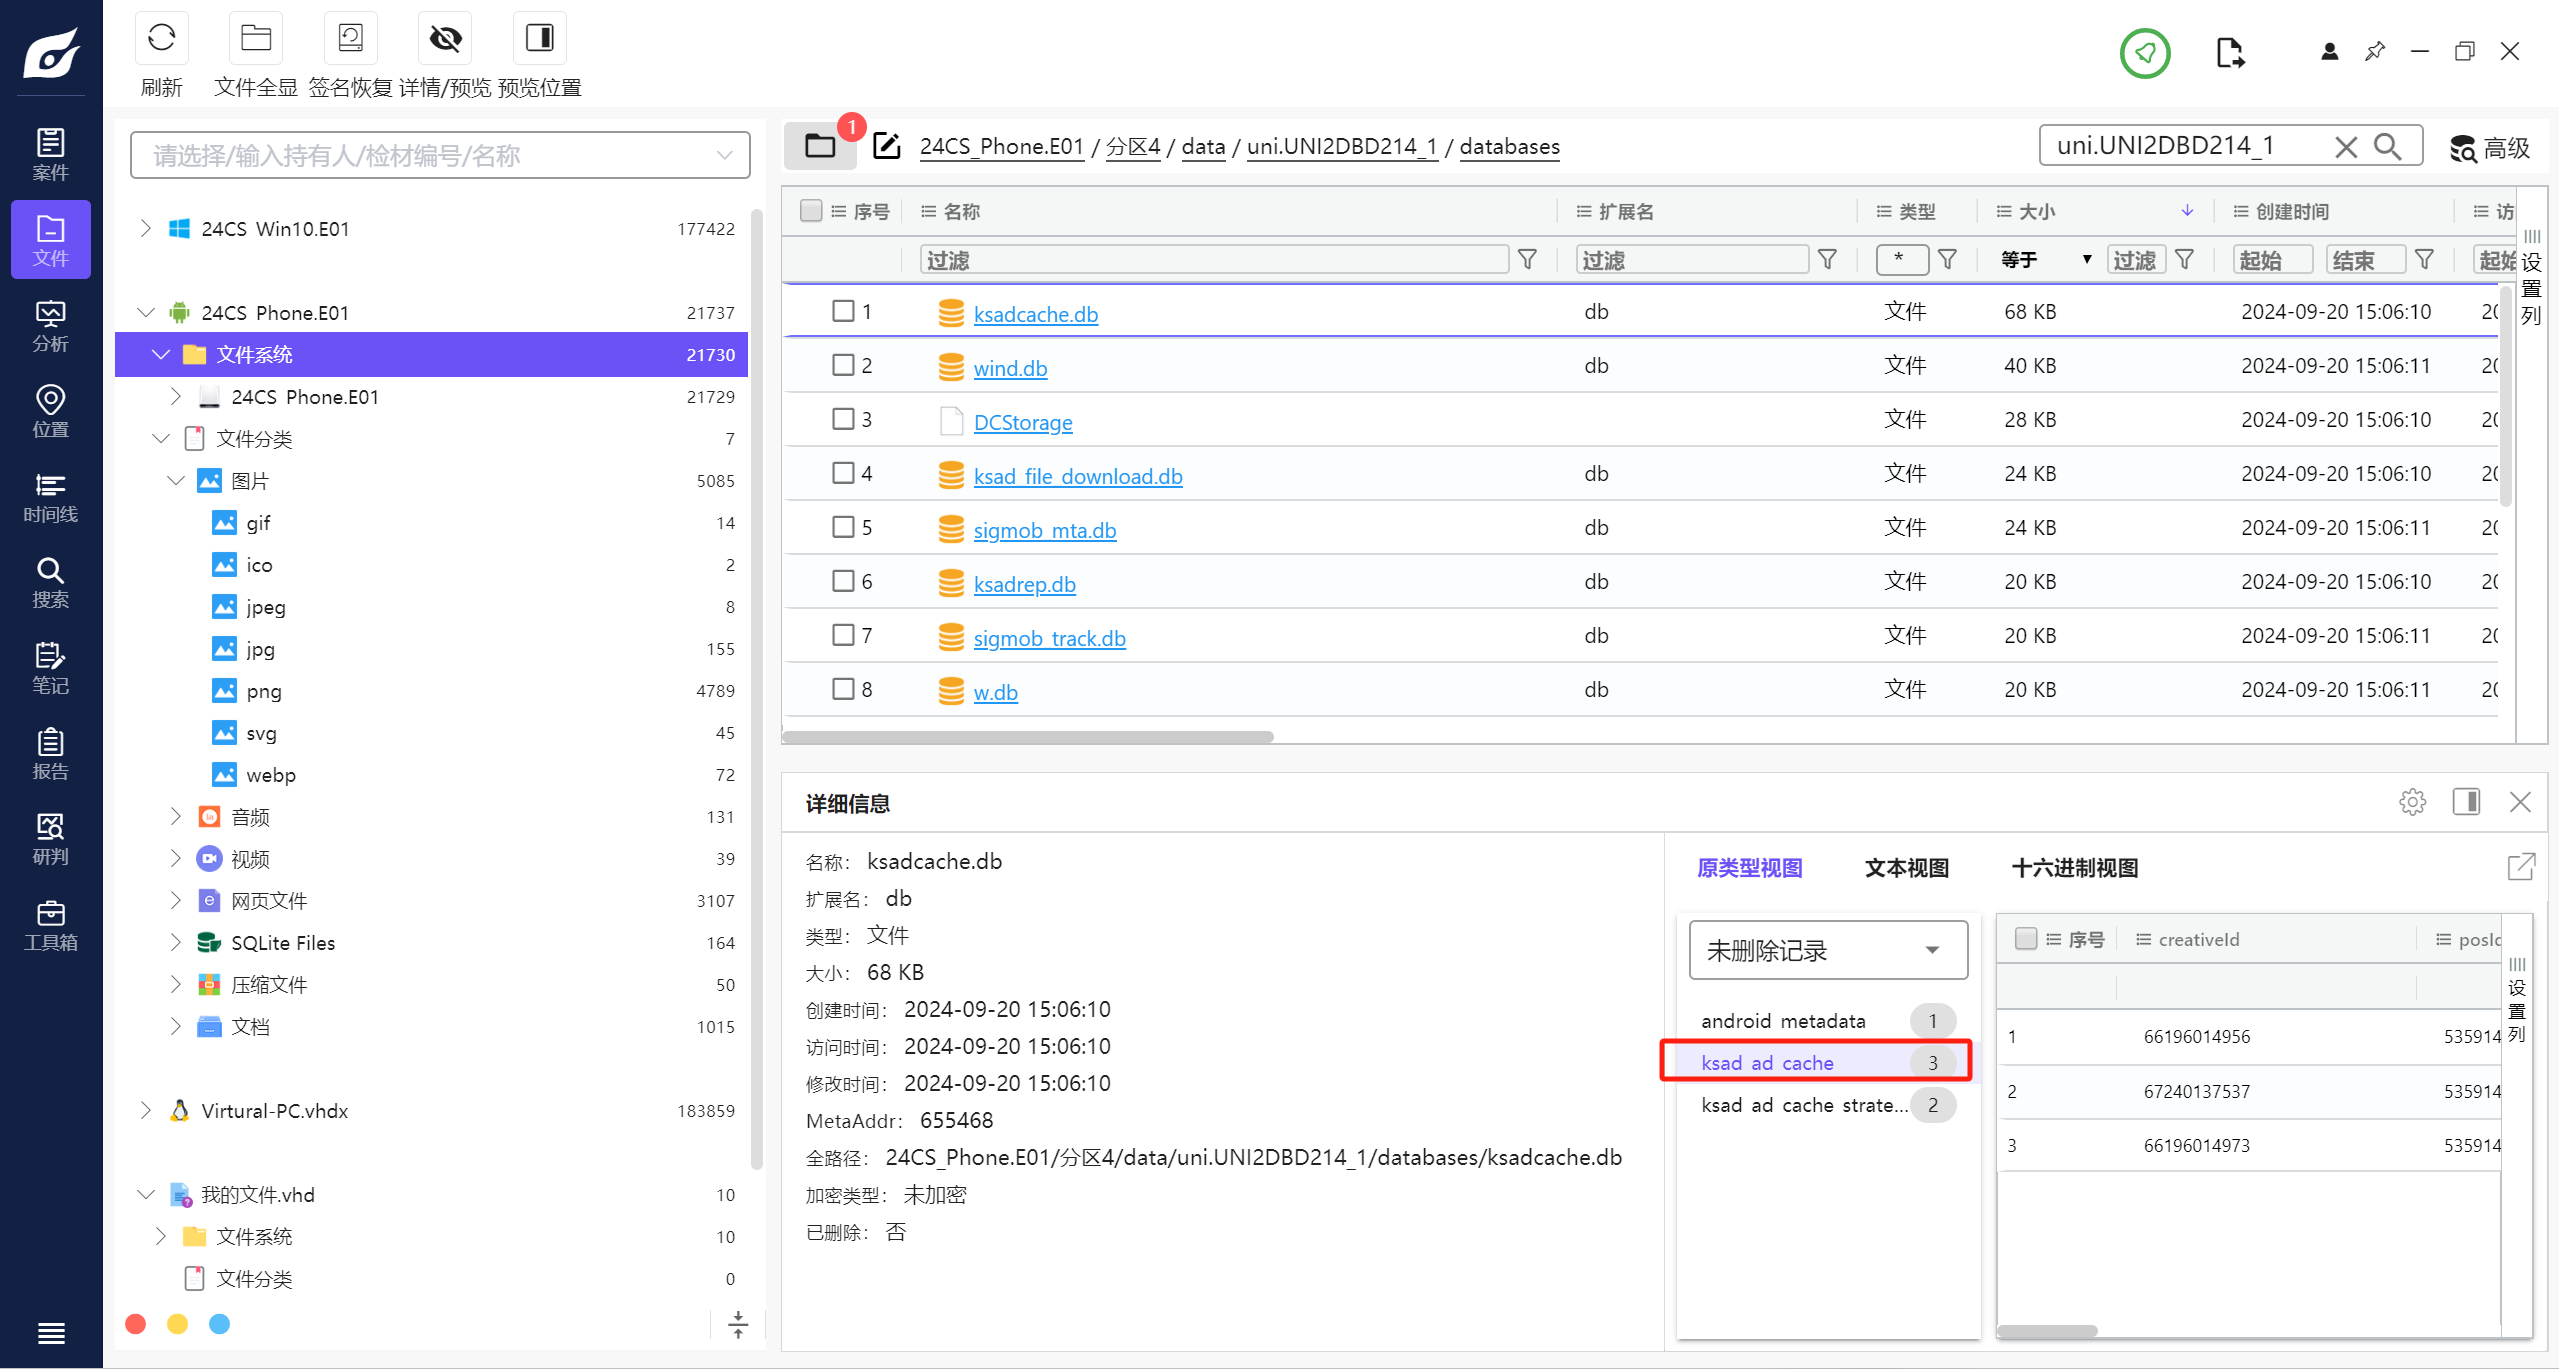 刷新 文件全显 签名恢复 详情/预览 预览位置
案件
文件
分析
位置
时间线
搜索
笔记
报告
研判
工具箱
请选择/输入持有人/检材编号/名称
24CS_Win10.E01 177422
24CS_Phone.E01 21737
文件系统 21730
24CS_Phone.E01 21729
文件分类 7
图片 5085
gif 14
ico 2
jpeg 8
jpg 155
png 4789
svg 45
webp 72
音频 131
视频 39
网页文件 3107
SQLite Files 164
压缩文件 50
文档 1015
Virtural-PC.vhdx 183859
我的文件.vhd 10
文件系统 10
文件分类 0
1
24CS_Phone.E01 / 分区4 / data / uni.UNI2DBD214_1 / databases
uni.UNI2DBD214_1
高级
序号 名称 扩展名 类型 大小 创建时间 访
过滤 过滤 * 等于 过滤 起始 结束 起始
设置列
1 ksadcache.db db 文件 68 KB 2024-09-20 15:06:10 20
2 wind.db db 文件 40 KB 2024-09-20 15:06:11 20
3 DCStorage 文件 28 KB 2024-09-20 15:06:10 20
4 ksad_file_download.db db 文件 24 KB 2024-09-20 15:06:10 20
5 sigmob_mta.db db 文件 24 KB 2024-09-20 15:06:11 20
6 ksadrep.db db 文件 20 KB 2024-09-20 15:06:10 20
7 sigmob_track.db db 文件 20 KB 2024-09-20 15:06:11 20
8 w.db db 文件 20 KB 2024-09-20 15:06:11 20
详细信息
名称： ksadcache.db
扩展名： db
类型： 文件
大小： 68 KB
创建时间： 2024-09-20 15:06:10
访问时间： 2024-09-20 15:06:10
修改时间： 2024-09-20 15:06:10
MetaAddr： 655468
全路径： 24CS_Phone.E01/分区4/data/uni.UNI2DBD214_1/databases/ksadcache.db
加密类型： 未加密
已删除： 否
原类型视图 文本视图 十六进制视图
未删除记录
android_metadata 1
ksad_ad_cache 3
ksad_ad_cache_strate... 2
序号 creativeId posId
设置列
1 66196014956 535914
2 67240137537 535914
3 66196014973 535914